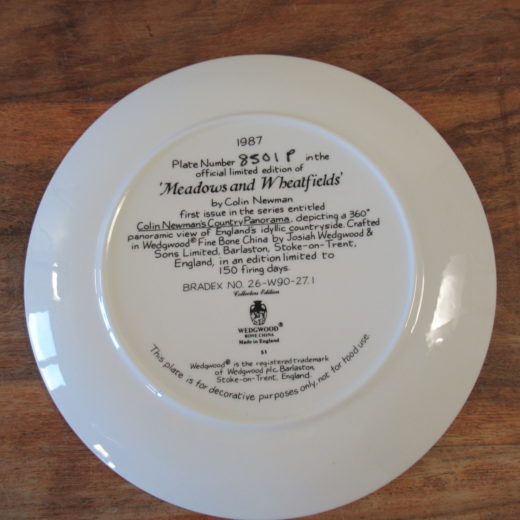 1987
Plate Number 8501P in the
official limited edition of
'Meadows and Wheatfields'
by Colin Newman
first issue in the series entitled
Colin Newman's Country Panorama, depicting a 360°
panoramic view of England's idyllic countryside. Crafted
in Wedgwood® Fine Bone China by Josiah Wedgwood &
Sons Limited, Barlaston, Stoke-on-Trent,
England, in an edition limited to
150 firing days.
BRADEX NO. 26-W90-27.1
Collectors Edition
WEDGWOOD®
BONE CHINA
Made in England
51
Wedgwood® is the registered trademark
of Wedgwood plc, Barlaston,
Stoke-on-Trent, England.
This plate is for decorative purposes only, not for food use.